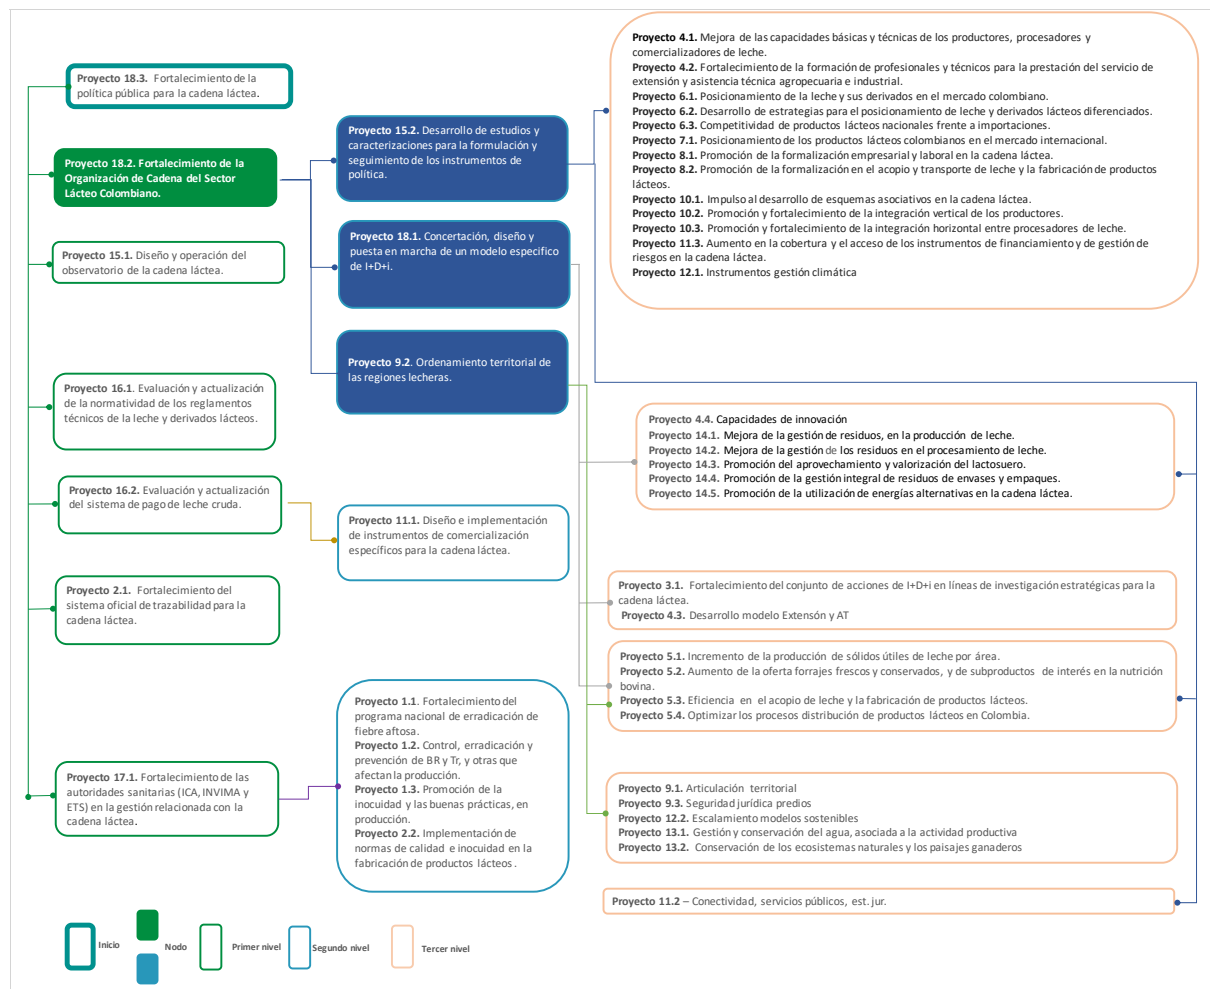 Proyecto 18.3. Fortalecimiento de la
política pública para la cadena láctea.
Proyecto 18.2. Fortalecimiento de la
Organización de Cadena del Sector
Lácteo Colombiano.
Proyecto 15.1. Diseño y operación del
observatorio de la cadena láctea.
Proyecto 16.1. Evaluación y actualización
de la normatividad de los reglamentos
técnicos de la leche y derivados lácteos.
Proyecto 16.2. Evaluación y actualización
del sistema de pago de leche cruda.
Proyecto 2.1. Fortalecimiento del
sistema oficial de trazabilidad para la
cadena láctea.
Proyecto 17.1. Fortalecimiento de las
autoridades sanitarias (ICA, INVIMA y
ETS) en la gestión relacionada con la
cadena láctea.
Proyecto 15.2. Desarrollo de estudios y
caracterizaciones para la formulación y
seguimiento de los instrumentos de
política.
Proyecto 18.1. Concertación, diseño y
puesta en marcha de un modelo especifico
de I+D+i.
Proyecto 9.2. Ordenamiento territorial de
las regiones lecheras.
Proyecto 11.1. Diseño e implementación
de instrumentos de comercialización
específicos para la cadena láctea.
Proyecto 1.1. Fortalecimiento del
programa nacional de erradicación de
fiebre aftosa.
Proyecto 1.2. Control, erradicación y
prevención de BR y Tr, y otras que
afectan la producción.
Proyecto 1.3. Promoción de la
inocuidad y las buenas prácticas, en
producción.
Proyecto 2.2. Implementación de
normas de calidad e inocuidad en la
fabricación de productos lácteos .
Proyecto 4.1. Mejora de las capacidades básicas y técnicas de los productores, procesadores y
comercializadores de leche.
Proyecto 4.2. Fortalecimiento de la formación de profesionales y técnicos para la prestación del servicio de
extensión y asistencia técnica agropecuaria e industrial.
Proyecto 6.1. Posicionamiento de la leche y sus derivados en el mercado colombiano.
Proyecto 6.2. Desarrollo de estrategias para el posicionamiento de leche y derivados lácteos diferenciados.
Proyecto 6.3. Competitividad de productos lácteos nacionales frente a importaciones.
Proyecto 7.1. Posicionamiento de los productos lácteos colombianos en el mercado internacional.
Proyecto 8.1. Promoción de la formalización empresarial y laboral en la cadena láctea.
Proyecto 8.2. Promoción de la formalización en el acopio y transporte de leche y la fabricación de productos
lácteos.
Proyecto 10.1. Impulso al desarrollo de esquemas asociativos en la cadena láctea.
Proyecto 10.2. Promoción y fortalecimiento de la integración vertical de los productores.
Proyecto 10.3. Promoción y fortalecimiento de la integración horizontal entre procesadores de leche.
Proyecto 11.3. Aumento en la cobertura y el acceso de los instrumentos de financiamiento y de gestión de
riesgos en la cadena láctea.
Proyecto 12.1. Instrumentos gestión climática
Proyecto 4.4. Capacidades de innovación
Proyecto 14.1. Mejora de la gestión de residuos, en la producción de leche.
Proyecto 14.2. Mejora de la gestión de los residuos en el procesamiento de leche.
Proyecto 14.3. Promoción del aprovechamiento y valorización del lactosuero.
Proyecto 14.4. Promoción de la gestión integral de residuos de envases y empaques.
Proyecto 14.5. Promoción de la utilización de energías alternativas en la cadena láctea.
Proyecto 3.1. Fortalecimiento del conjunto de acciones de I+D+i en líneas de investigación estratégicas para la
cadena láctea.
Proyecto 4.3. Desarrollo modelo Extensón y AT
Proyecto 5.1. Incremento de la producción de sólidos útiles de leche por área.
Proyecto 5.2. Aumento de la oferta forrajes frescos y conservados, y de subproductos de interés en la nutrición
bovina.
Proyecto 5.3. Eficiencia en el acopio de leche y la fabricación de productos lácteos.
Proyecto 5.4. Optimizar los procesos distribución de productos lácteos en Colombia.
Proyecto 9.1. Articulación territorial
Proyecto 9.3. Seguridad jurídica predios
Proyecto 12.2. Escalamiento modelos sostenibles
Proyecto 13.1. Gestión y conservación del agua, asociada a la actividad productiva
Proyecto 13.2. Conservación de los ecosistemas naturales y los paisajes ganaderos
Proyecto 11.2 – Conectividad, servicios públicos, est. jur.
Inicio
Nodo
Primer nivel
Segundo nivel
Tercer nivel